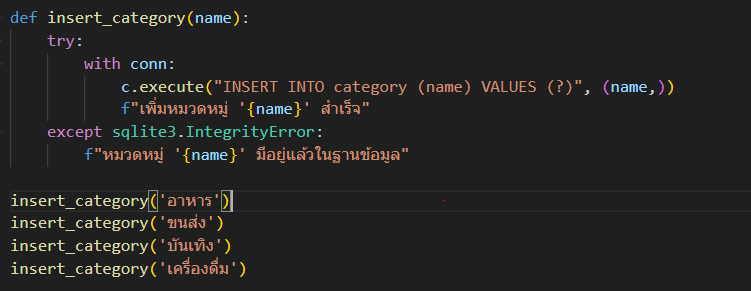 def insert_category(name):
    try:
        with conn:
            c.execute("INSERT INTO category (name) VALUES (?)", (name,))
            f"เพิ่มหมวดหมู่ '{name}' สำเร็จ"
    except sqlite3.IntegrityError:
        f"หมวดหมู่ '{name}' มีอยู่แล้วในฐานข้อมูล"
insert_category('อาหาร')
insert_category('ขนส่ง')
insert_category('บันเทิง')
insert_category('เครื่องดื่ม')